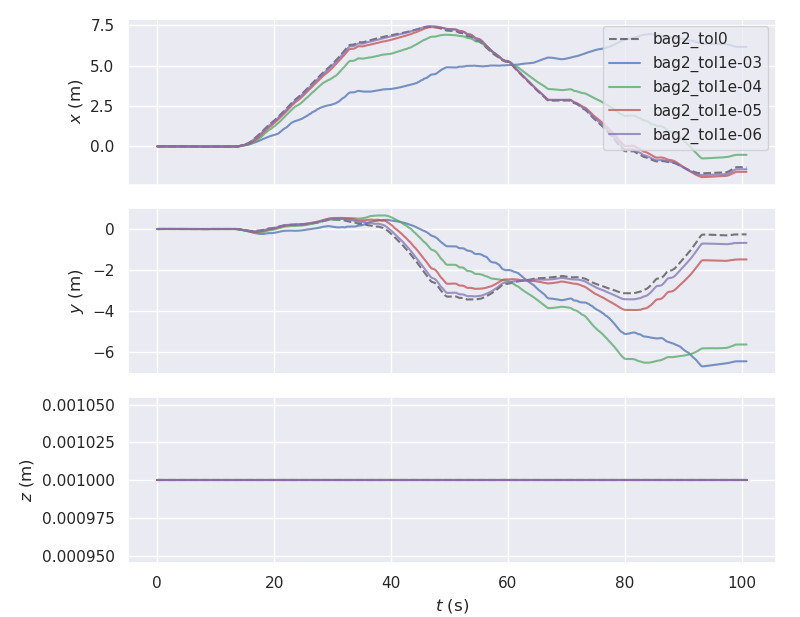 7.5
5.0
2.5
0.0
x (m)
bag2_tol0
bag2_tol1e-03
bag2_tol1e-04
bag2_tol1e-05
bag2_tol1e-06
0
−2
−4
−6
y (m)
0.001050
0.001025
0.001000
0.000975
0.000950
z (m)
0 20 40 60 80 100
t (s)